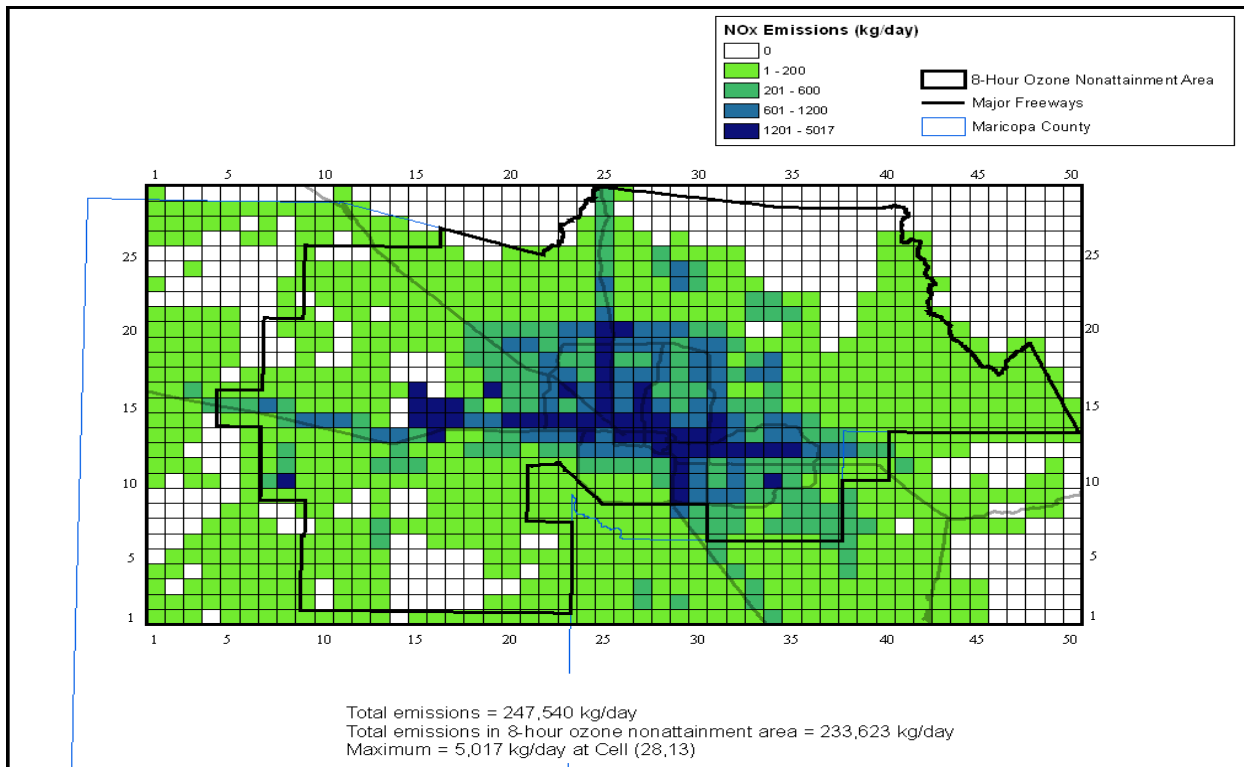 NOx Emissions (kg/day)
0
1 - 200
201 - 600
601 - 1200
1201 - 5017
8-Hour Ozone Nonattainment Area
Major Freeways
Maricopa County
1 5 10 15 20 25 30 35 40 45 50
25 25
20 20
15 15
10 10
5 5
1 1
1 5 10 15 20 25 30 35 40 45 50
Total emissions = 247,540 kg/day
Total emissions in 8-hour ozone nonattainment area = 233,623 kg/day
Maximum = 5,017 kg/day at Cell (28,13)